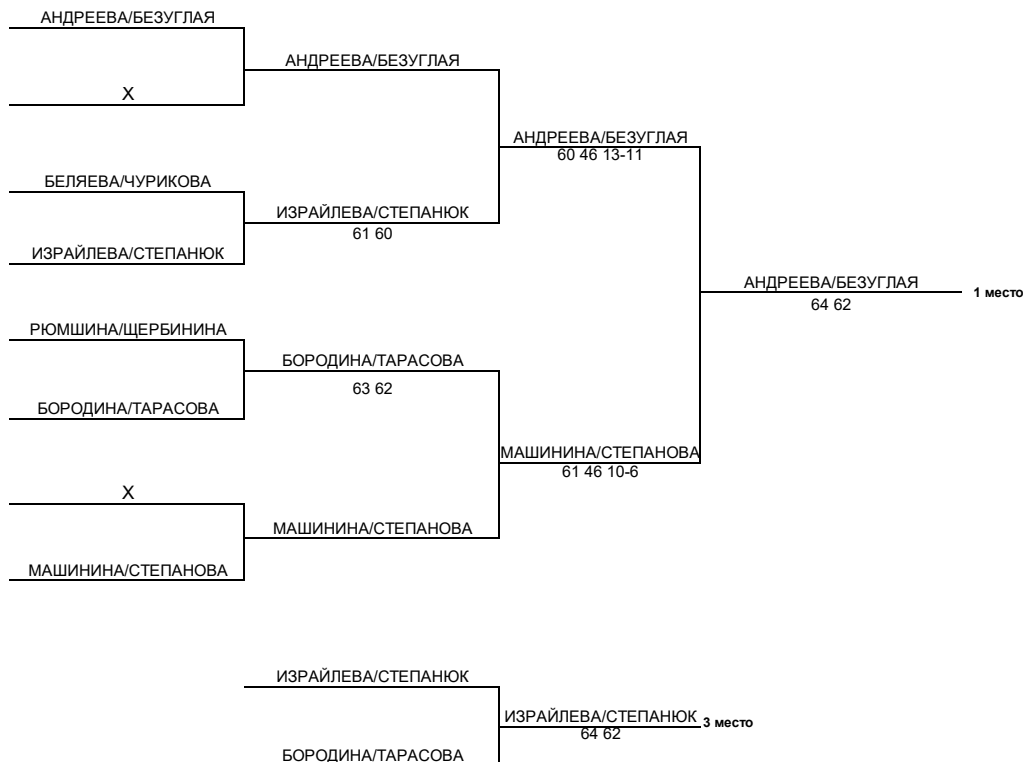 АНДРЕЕВА/БЕЗУГЛАЯ
АНДРЕЕВА/БЕЗУГЛАЯ
X
АНДРЕЕВА/БЕЗУГЛАЯ
60 46 13-11
БЕЛЯЕВА/ЧУРИКОВА
ИЗРАЙЛЕВА/СТЕПАНЮК
61 60
ИЗРАЙЛЕВА/СТЕПАНЮК
АНДРЕЕВА/БЕЗУГЛАЯ 1 место
64 62
РЮМШИНА/ЩЕРБИНИНА
БОРОДИНА/ТАРАСОВА
63 62
БОРОДИНА/ТАРАСОВА
МАШИНИНА/СТЕПАНОВА
61 46 10-6
X
МАШИНИНА/СТЕПАНОВА
МАШИНИНА/СТЕПАНОВА
ИЗРАЙЛЕВА/СТЕПАНЮК
ИЗРАЙЛЕВА/СТЕПАНЮК 3 место
64 62
БОРОДИНА/ТАРАСОВА